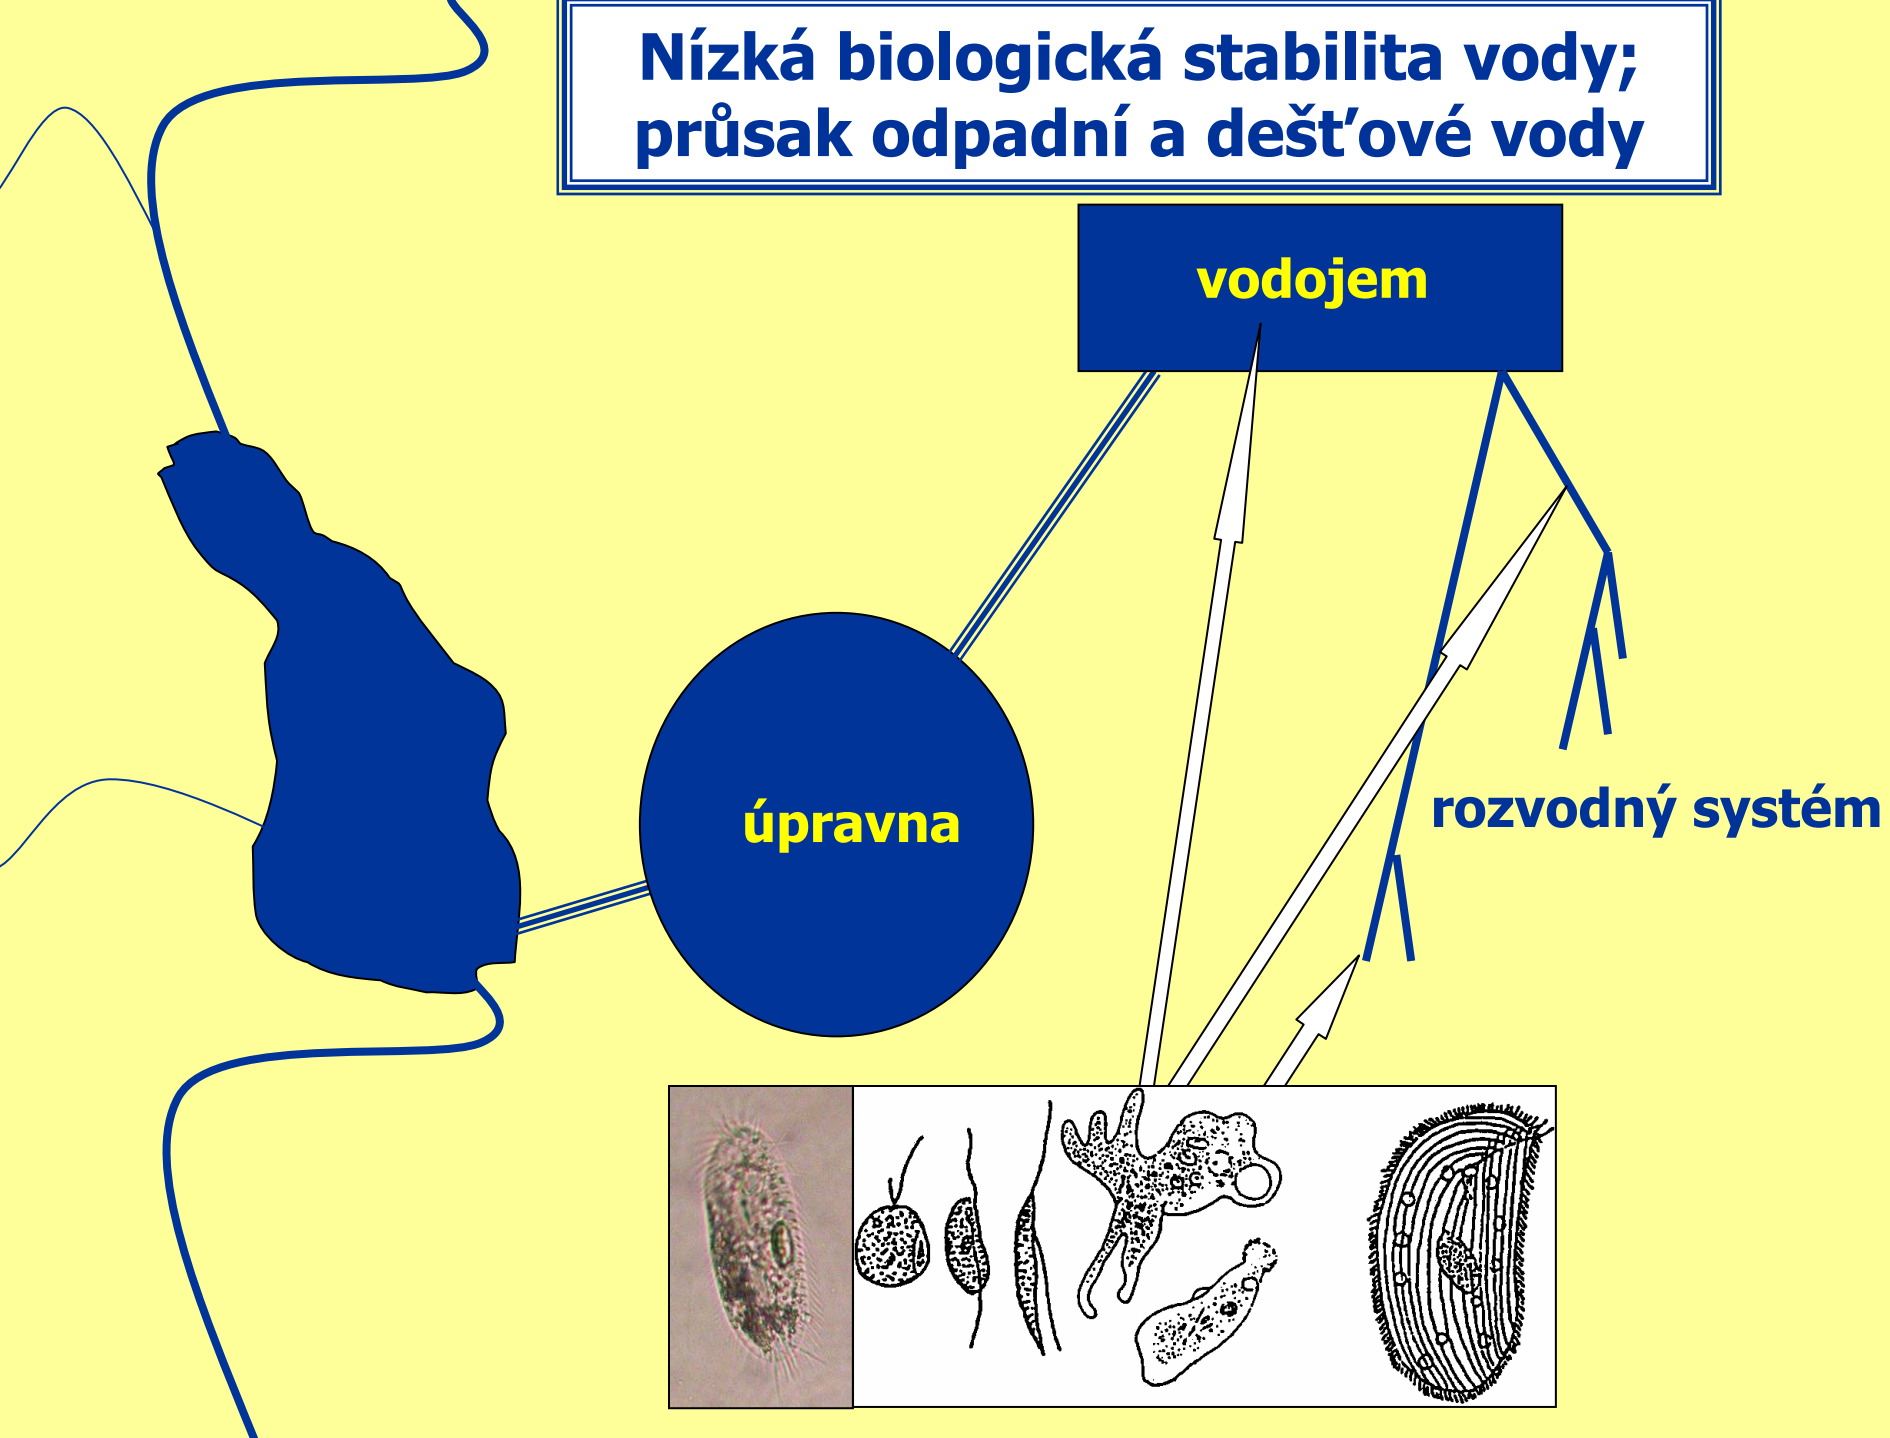 Nízká biologická stabilita vody;
průsak odpadní a dešťové vody
vodojem
úpravna
rozvodný systém